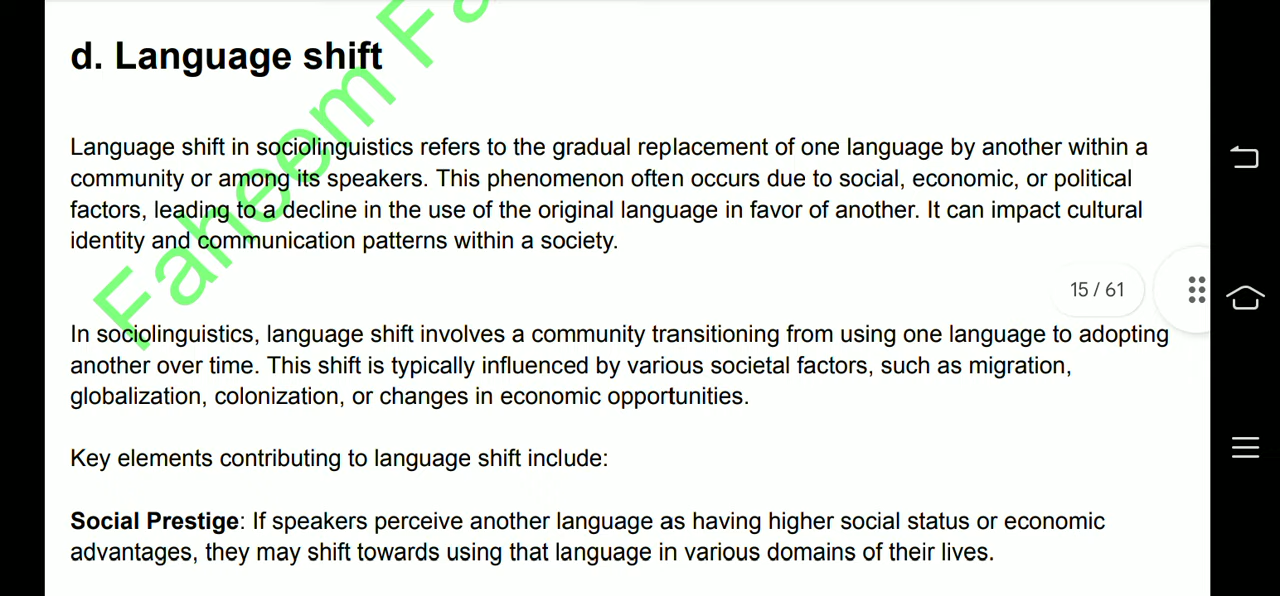 d. Language shift
Language shift in sociolinguistics refers to the gradual replacement of one language by another within a
community or among its speakers. This phenomenon often occurs due to social, economic, or political
factors, leading to a decline in the use of the original language in favor of another. It can impact cultural
identity and communication patterns within a society.
15 / 61
In sociolinguistics, language shift involves a community transitioning from using one language to adopting
another over time. This shift is typically influenced by various societal factors, such as migration,
globalization, colonization, or changes in economic opportunities.
Key elements contributing to language shift include:
Social Prestige: If speakers perceive another language as having higher social status or economic
advantages, they may shift towards using that language in various domains of their lives.
Faheem Fa